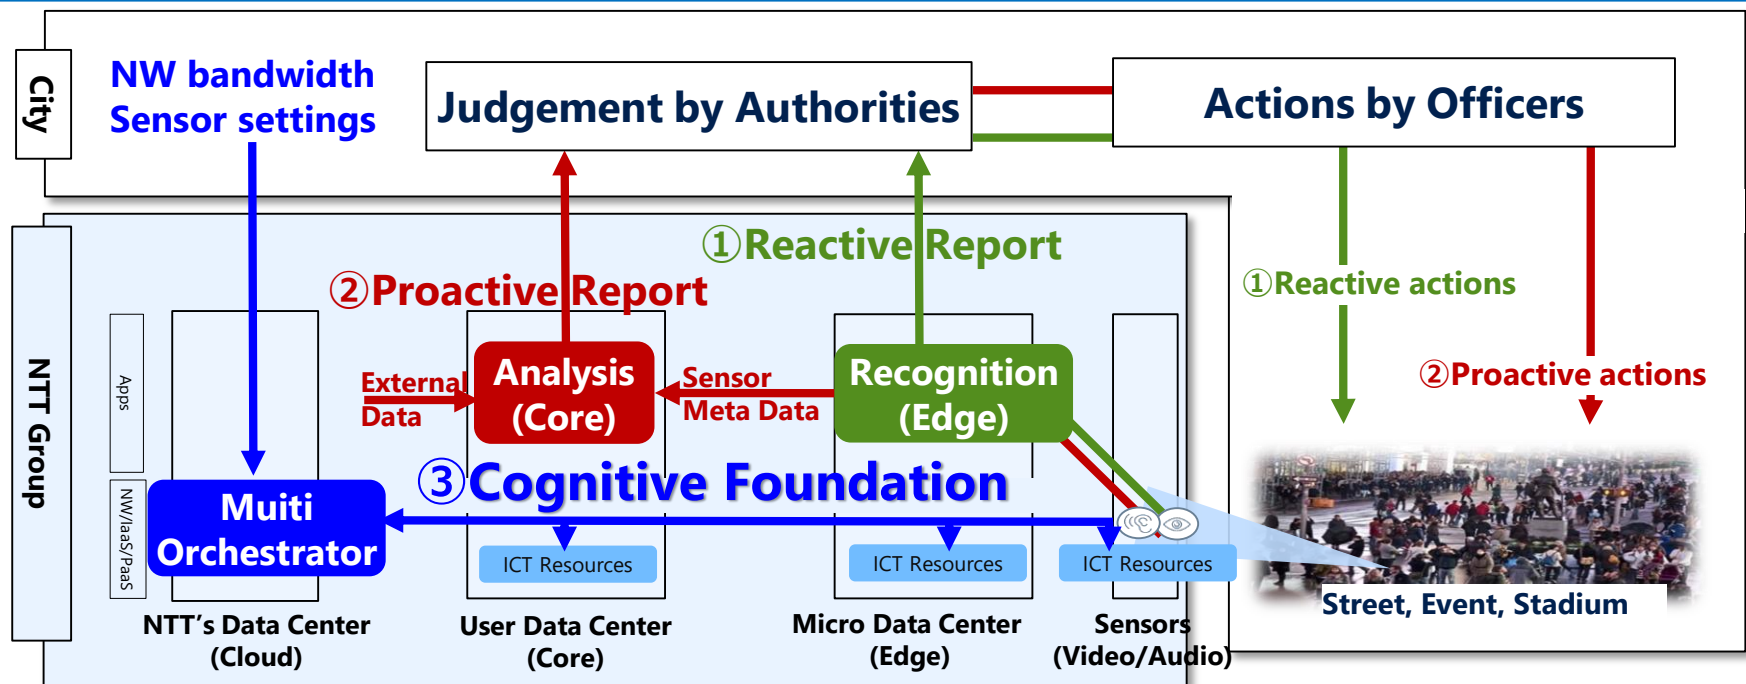 City
NW bandwidth
Sensor settings
Judgement by Authorities
Actions by Officers
NTT Group
①Reactive Report
②Proactive Report
①Reactive actions
②Proactive actions
Apps
External
Data
Analysis
(Core)
Sensor
Meta Data
Recognition
(Edge)
③Cognitive Foundation
NW/IaaS/PaaS
Muiti
Orchestrator
ICT Resources
ICT Resources
ICT Resources
Street, Event, Stadium
NTT’s Data Center
(Cloud)
User Data Center
(Core)
Micro Data Center
(Edge)
Sensors
(Video/Audio)